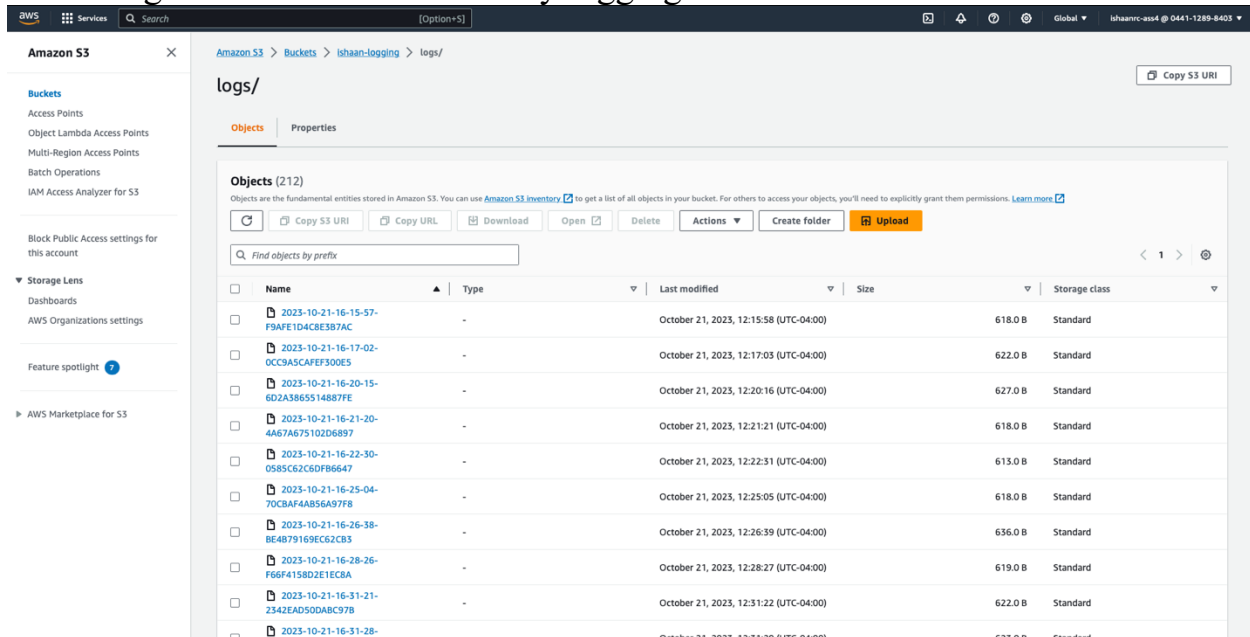 aws
Services
Search
[Option+S]
Global
ishaanrc-ass4 @ 0441-1289-8403
Amazon S3
Buckets
Access Points
Object Lambda Access Points
Multi-Region Access Points
Batch Operations
IAM Access Analyzer for S3
Block Public Access settings for
this account
Storage Lens
Dashboards
AWS Organizations settings
Feature spotlight 7
AWS Marketplace for S3
Amazon S3 > Buckets > ishaan-logging > logs/
logs/
Copy S3 URI
Objects
Properties
Objects (212)
Objects are the fundamental entities stored in Amazon S3. You can use Amazon S3 inventory to get a list of all objects in your bucket. For others to access your objects, you'll need to explicitly grant them permissions. Learn more
Copy S3 URI Copy URL Download Open Delete Actions Create folder Upload
Find objects by prefix
1
Name Type Last modified Size Storage class
2023-10-21-16-15-57-
F9AFE1D4C8E3B7AC - October 21, 2023, 12:15:58 (UTC-04:00) 618.0 B Standard
2023-10-21-16-17-02-
0CC9A5CAFEF300E5 - October 21, 2023, 12:17:03 (UTC-04:00) 622.0 B Standard
2023-10-21-16-20-15-
6D2A3865514887FE - October 21, 2023, 12:20:16 (UTC-04:00) 627.0 B Standard
2023-10-21-16-21-20-
4A67A675102D6897 - October 21, 2023, 12:21:21 (UTC-04:00) 618.0 B Standard
2023-10-21-16-22-30-
0585C62C6DFB6647 - October 21, 2023, 12:22:31 (UTC-04:00) 613.0 B Standard
2023-10-21-16-25-04-
70CBAF4AB56A97F8 - October 21, 2023, 12:25:05 (UTC-04:00) 618.0 B Standard
2023-10-21-16-26-38-
BE4B79169EC62CB3 - October 21, 2023, 12:26:39 (UTC-04:00) 636.0 B Standard
2023-10-21-16-28-26-
F66F4158D2E1EC8A - October 21, 2023, 12:28:27 (UTC-04:00) 619.0 B Standard
2023-10-21-16-31-21-
2342EAD50DABC97B - October 21, 2023, 12:31:22 (UTC-04:00) 622.0 B Standard
2023-10-21-16-31-28-